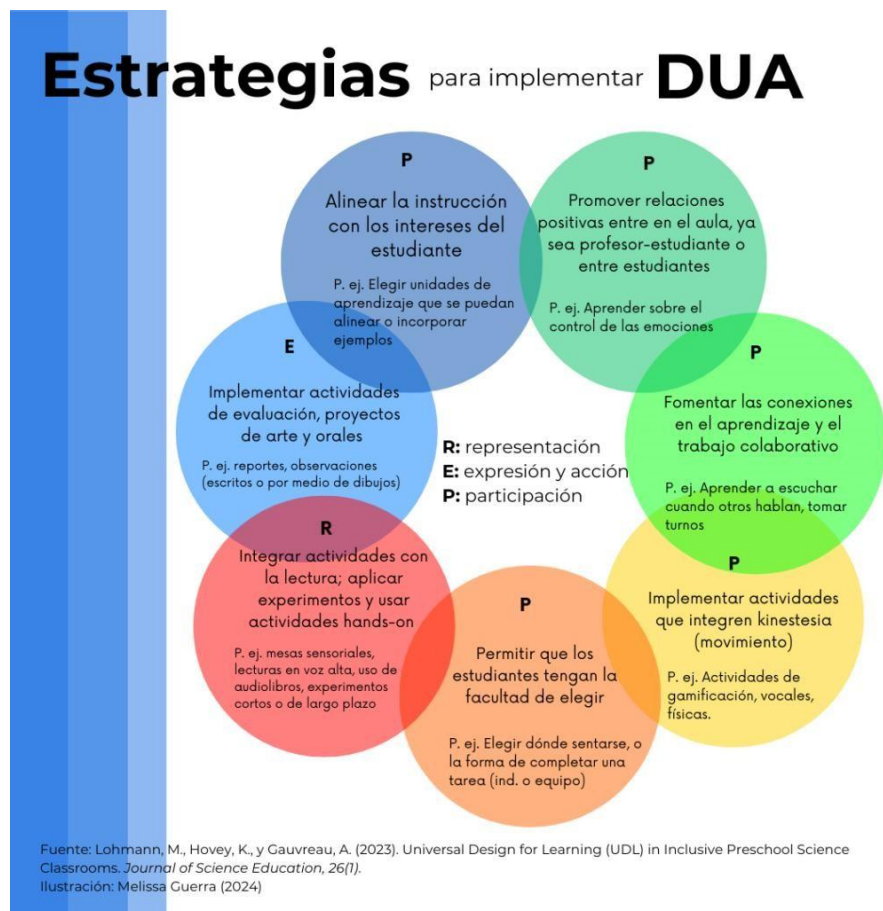 Estrategias para implementar DUA
P
Alinear la instrucción
con los intereses del
estudiante
P. ej. Elegir unidades de
aprendizaje que se puedan
alinear o incorporar
ejemplos
P
Promover relaciones
positivas entre en el aula, ya
sea profesor-estudiante o
entre estudiantes
P. ej. Aprender sobre el
control de las emociones
E
Implementar actividades
de evaluación, proyectos
de arte y orales
P. ej. reportes, observaciones
(escritos o por medio de dibujos)
P
Fomentar las conexiones
en el aprendizaje y el
trabajo colaborativo
P. ej. Aprender a escuchar
cuando otros hablan, tomar
turnos
R: representación
E: expresión y acción
P: participación
R
Integrar actividades con
la lectura; aplicar
experimentos y usar
actividades hands-on
P. ej. mesas sensoriales,
lecturas en voz alta, uso de
audiolibros, experimentos
cortos o de largo plazo
P
Permitir que los
estudiantes tengan la
facultad de elegir
P. ej. Elegir dónde sentarse, o
la forma de completar una
tarea (ind. o equipo)
P
Implementar actividades
que integren kinestesia
(movimiento)
P. ej. Actividades de
gamificación, vocales,
físicas.
Fuente: Lohmann, M., Hovey, K., y Gauvreau, A. (2023). Universal Design for Learning (UDL) in Inclusive Preschool Science
Classrooms. Journal of Science Education, 26(1).
Ilustración: Melissa Guerra (2024)